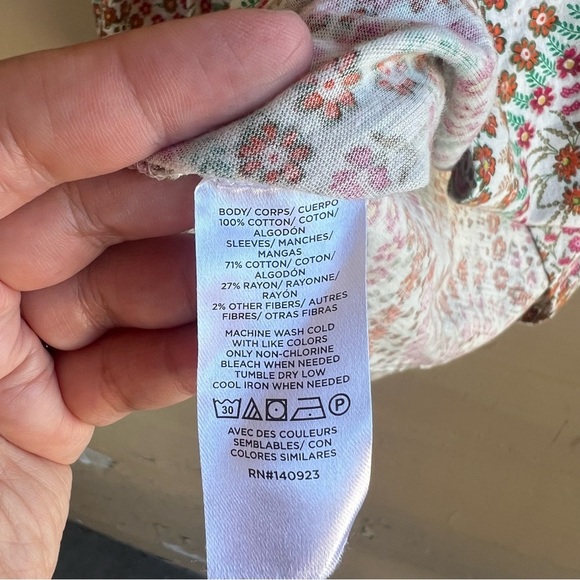 BODY/ CORPS/ CUERPO
100% COTTON/ COTON/
ALGODÓN
SLEEVES/ MANCHES/
MANGAS
71% COTTON/ COTON/
ALGODÓN
27% RAYON/ RAYONNE/
RAYÓN
2% OTHER FIBERS/ AUTRES
FIBRES/ OTRAS FIBRAS
MACHINE WASH COLD
WITH LIKE COLORS
ONLY NON-CHLORINE
BLEACH WHEN NEEDED
TUMBLE DRY LOW
COOL IRON WHEN NEEDED
30 P
AVEC DES COULEURS
SEMBLABLES/ CON
COLORES SIMILARES
RN#140923